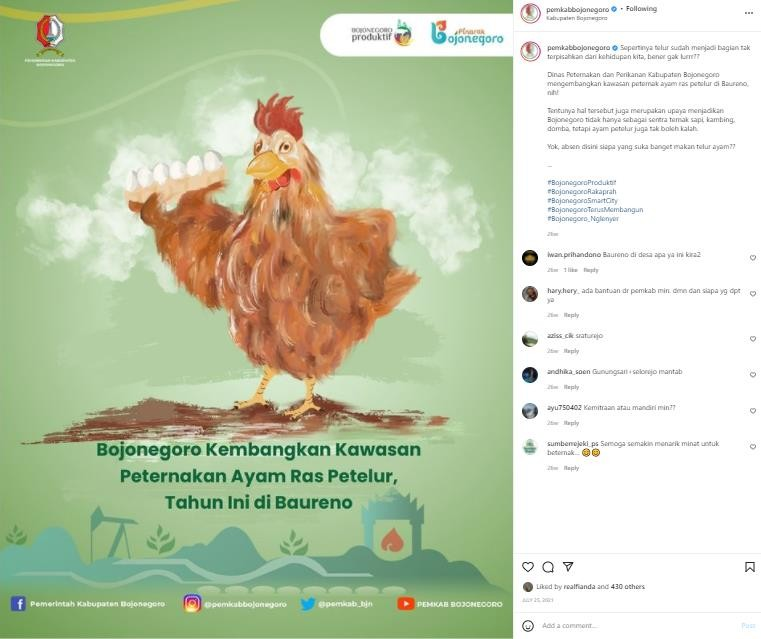 PEMERINTAH KABUPATEN
BOJONEGORO
BOJONEGORO
produktif
Pinarak
Bojonegoro
Bojonegoro Kembangkan Kawasan
Peternakan Ayam Ras Petelur,
Tahun Ini di Baureno
Pemerintah Kabupaten Bojonegoro
@pemkabbojonegoro
@pemkab_bjn
PEMKAB BOJONEGORO
pemkabbojonegoro • Following
Kabupaten Bojonegoro
pemkabbojonegoro Sepertinya telur sudah menjadi bagian tak
terpisahkan dari kehidupan kita, bener gak lurrr??
Dinas Peternakan dan Perikanan Kabupaten Bojonegoro
mengembangkan kawasan peternak ayam ras petelur di Baureno,
nih!
Tentunya hal tersebut juga merupakan upaya menjadikan
Bojonegoro tidak hanya sebagai sentra ternak sapi, kambing,
domba, tetapi ayam petelur juga tak boleh kalah.
Yok, absen disini siapa yang suka banget makan telur ayam??
...
#BojonegoroProduktif
#BojonegoroRakaprah
#BojonegoroSmartCity
#BojonegoroTerusMembangun
#Bojonegoro_Nglenyer
26w
iwan.prihandono Baureno di desa apa ya ini kira2
26w 1 like Reply
hary.hery_ ada bantuan dr pemkab min. dmn dan siapa yg dpt
ya
26w Reply
aziss_cik sraturejo
26w Reply
andhika_soen Gunungsari - selorejo mantab
26w Reply
ayu750402 Kemitraan atau mandiri min??
26w Reply
sumberrejeki_ps Semoga semakin menarik minat untuk
beternak...
26w Reply
Liked by realfianda and 430 others
JULY 25, 2021
Add a comment...
Post